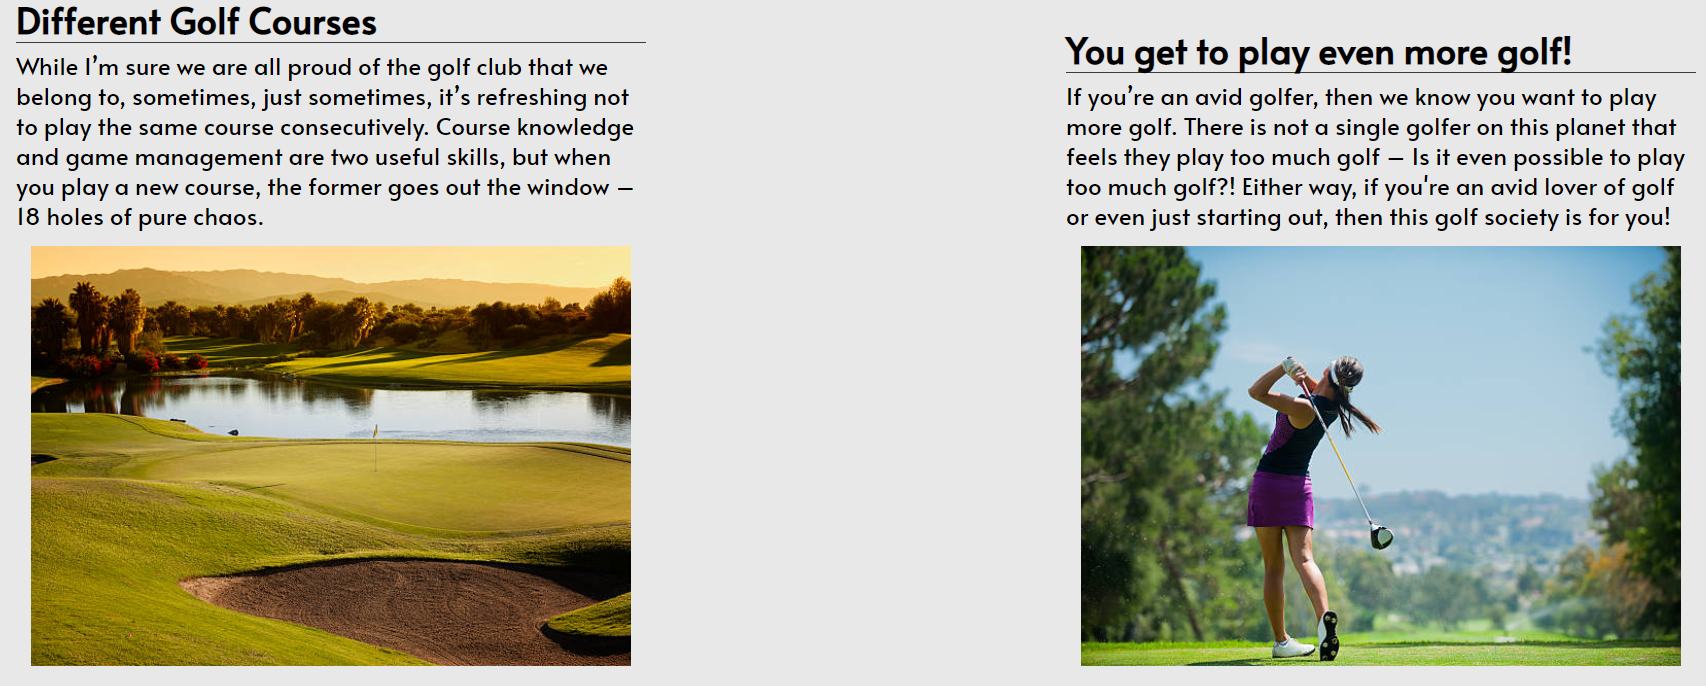 Different Golf Courses
While I’m sure we are all proud of the golf club that we
belong to, sometimes, just sometimes, it’s refreshing not
to play the same course consecutively. Course knowledge
and game management are two useful skills, but when
you play a new course, the former goes out the window –
18 holes of pure chaos.
You get to play even more golf!
If you’re an avid golfer, then we know you want to play
more golf. There is not a single golfer on this planet that
feels they play too much golf – Is it even possible to play
too much golf?! Either way, if you're an avid lover of golf
or even just starting out, then this golf society is for you!